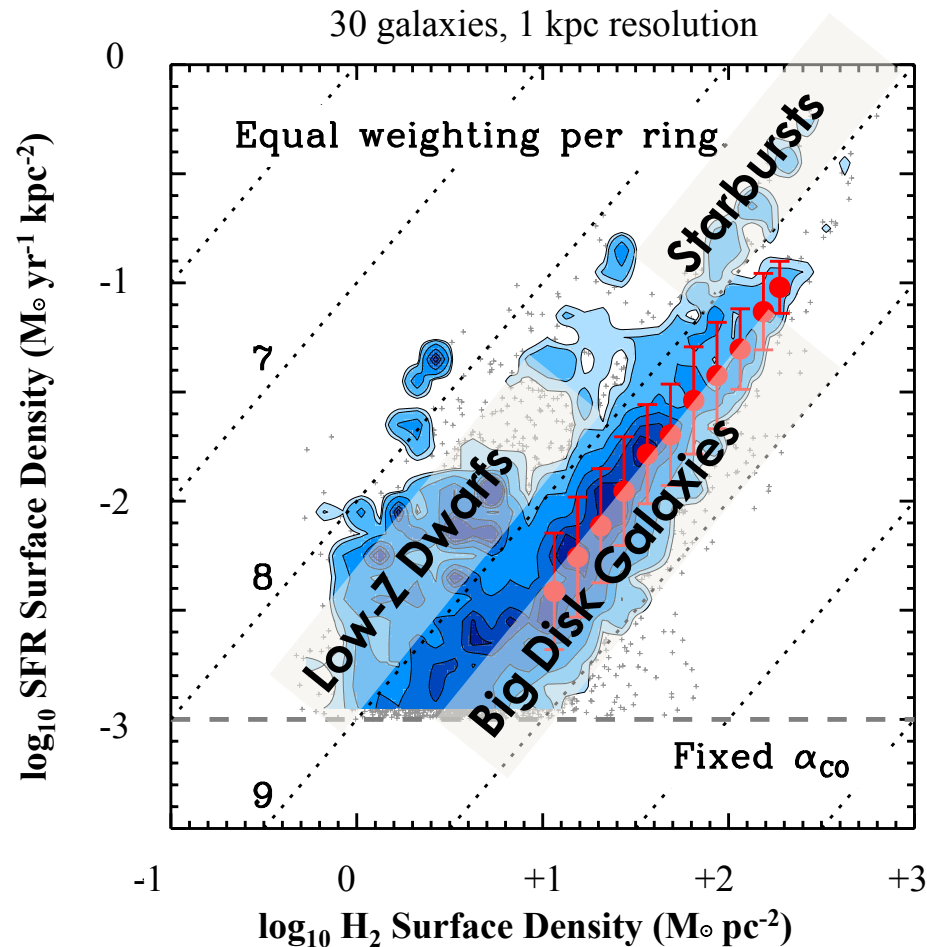 30 galaxies, 1 kpc resolution
0
Equal weighting per ring
Starbursts
-1
7
Low-Z Dwarfs
Big Disk Galaxies
-2
8
-3
Fixed αCO
9
log10 SFR Surface Density (M⊙ yr-1 kpc-2)
-1 0 +1 +2 +3
log10 H2 Surface Density (M⊙ pc-2)